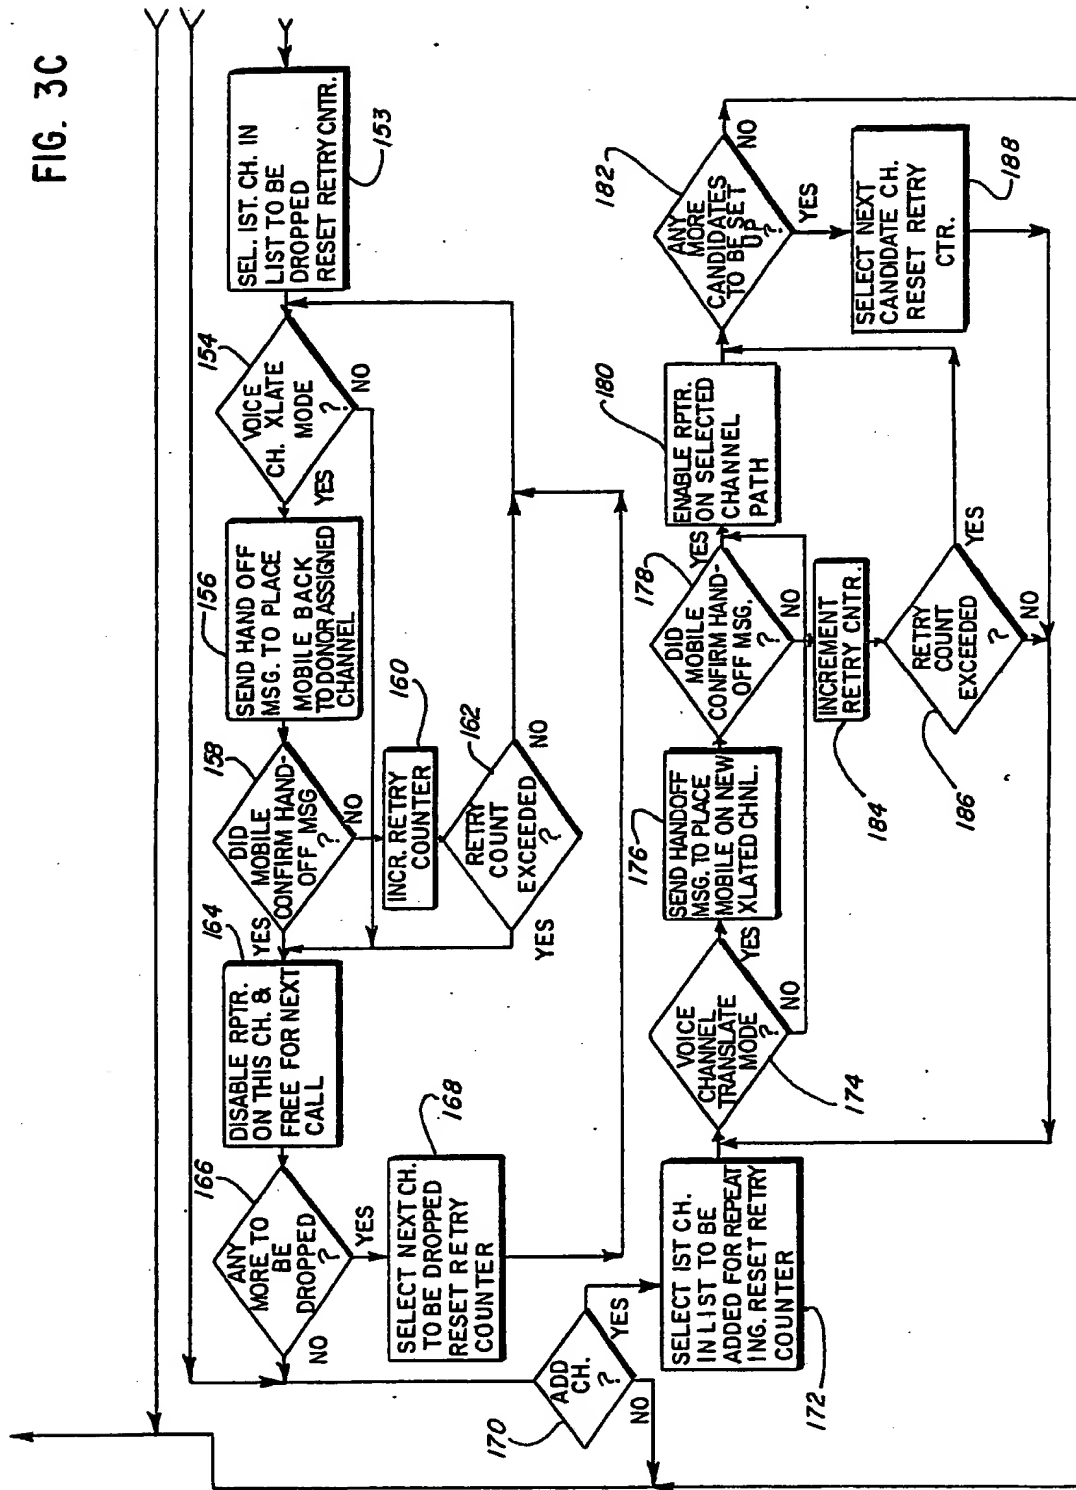 FIG. 3C
SEL. IST. CH. IN
LIST TO BE
DROPPED
RESET RETRY CNTR.
153
154
VOICE
CH. XLATE
MODE
?
NO
YES
156
SEND HAND OFF
MSG. TO PLACE
MOBILE BACK
TO DONOR ASSIGNED
CHANNEL
158
DID
MOBILE
CONFIRM HAND-
OFF MSG
?
NO
YES
160
INCR. RETRY
COUNTER
162
RETRY
COUNT
EXCEEDED
?
NO
YES
164
DISABLE RPTR.
ON THIS CH. &
FREE FOR NEXT
CALL
166
ANY
MORE TO
BE
DROPPED
?
YES
NO
168
SELECT NEXT CH.
TO BE DROPPED
RESET RETRY
COUNTER
170
ADD
CH.
?
YES
NO
172
SELECT IST CH.
IN LIST TO BE
ADDED FOR REPEAT
ING. RESET RETRY
COUNTER
174
VOICE
CHANNEL
TRANSLATE
MODE
?
YES
NO
176
SEND HANDOFF
MSG. TO PLACE
MOBILE ON NEW
XLATED CHNL.
178
DID
MOBILE
CONFIRM HAND-
OFF MSG.
?
YES
NO
180
ENABLE RPTR.
ON SELECTED
CHANNEL
PATH
182
ANY
MORE
CANDIDATES
TO BE SET
UP
?
NO
YES
184
INCREMENT
RETRY CNTR.
186
RETRY
COUNT
EXCEEDED
?
YES
NO
188
SELECT NEXT
CANDIDATE CH.
RESET RETRY
CTR.